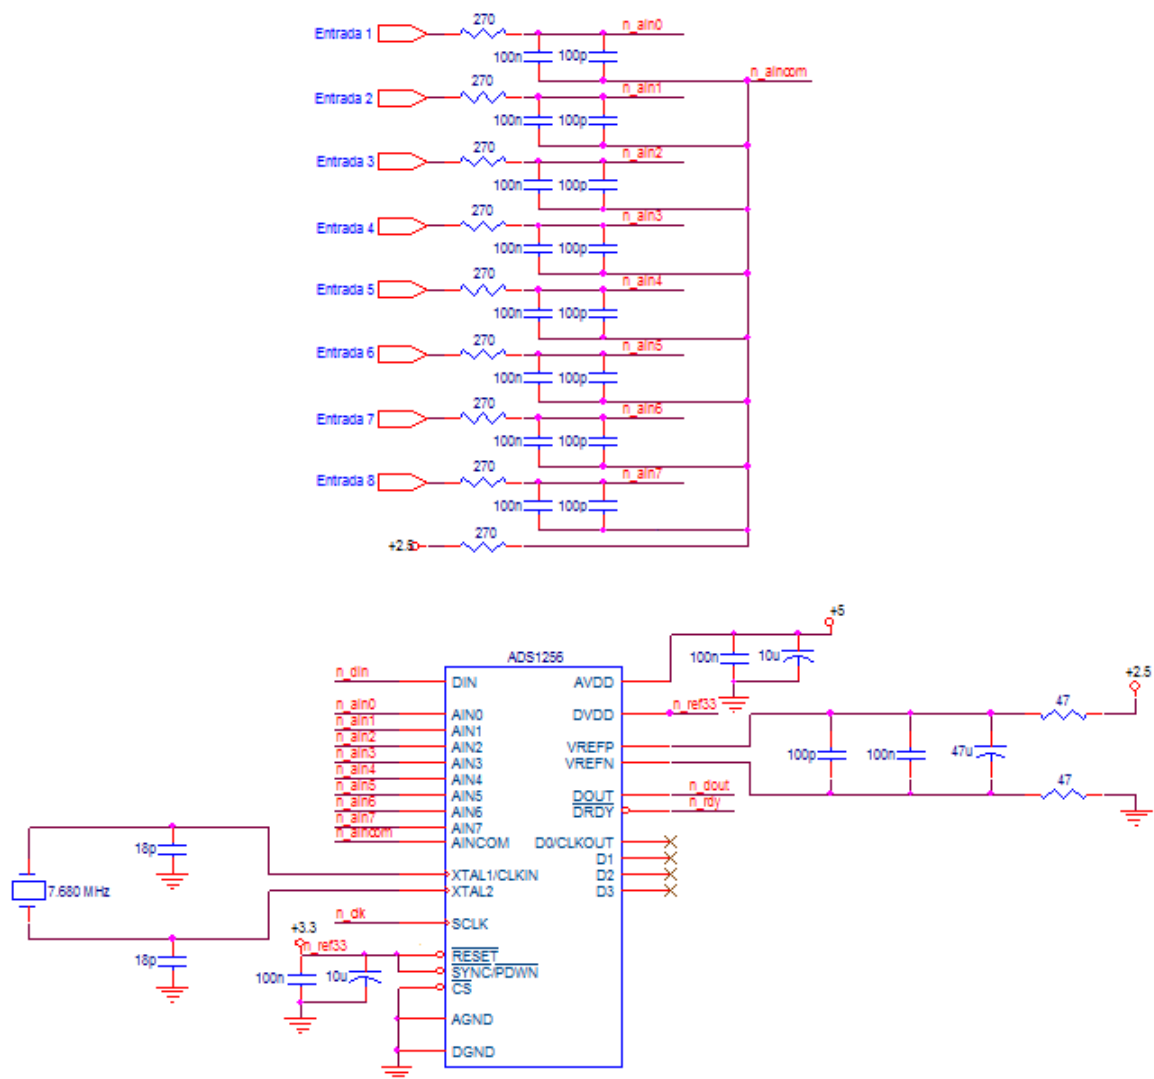 270
Entrada 1
n_ain0
100n
100p
n_aincom
270
Entrada 2
n_ain1
100n
100p
270
Entrada 3
n_ain2
100n
100p
270
Entrada 4
n_ain3
100n
100p
270
Entrada 5
n_ain4
100n
100p
270
Entrada 6
n_ain5
100n
100p
270
Entrada 7
n_ain6
100n
100p
270
Entrada 8
n_ain7
100n
100p
270
+2.5
+5
ADS1256
100n
10u
n_din
DIN
AVDD
+2.5
n_ain0
AIN0
DVDD
n_ref33
47
n_ain1
AIN1
n_ain2
AIN2
VREFP
n_ain3
AIN3
VREFN
100p
100n
47u
n_ain4
AIN4
n_ain5
AIN5
DOUT
n_dout
47
n_ain6
AIN6
DRDY
n_rdy
n_ain7
AIN7
n_aincom
AINCOM
D0/CLKOUT
18p
D1
XTAL1/CLKIN
D2
7.680 MHz
XTAL2
D3
n_clk
SCLK
+3.3
n_ref33
RESET
18p
SYNC/PDWN
100n
10u
CS
AGND
DGND